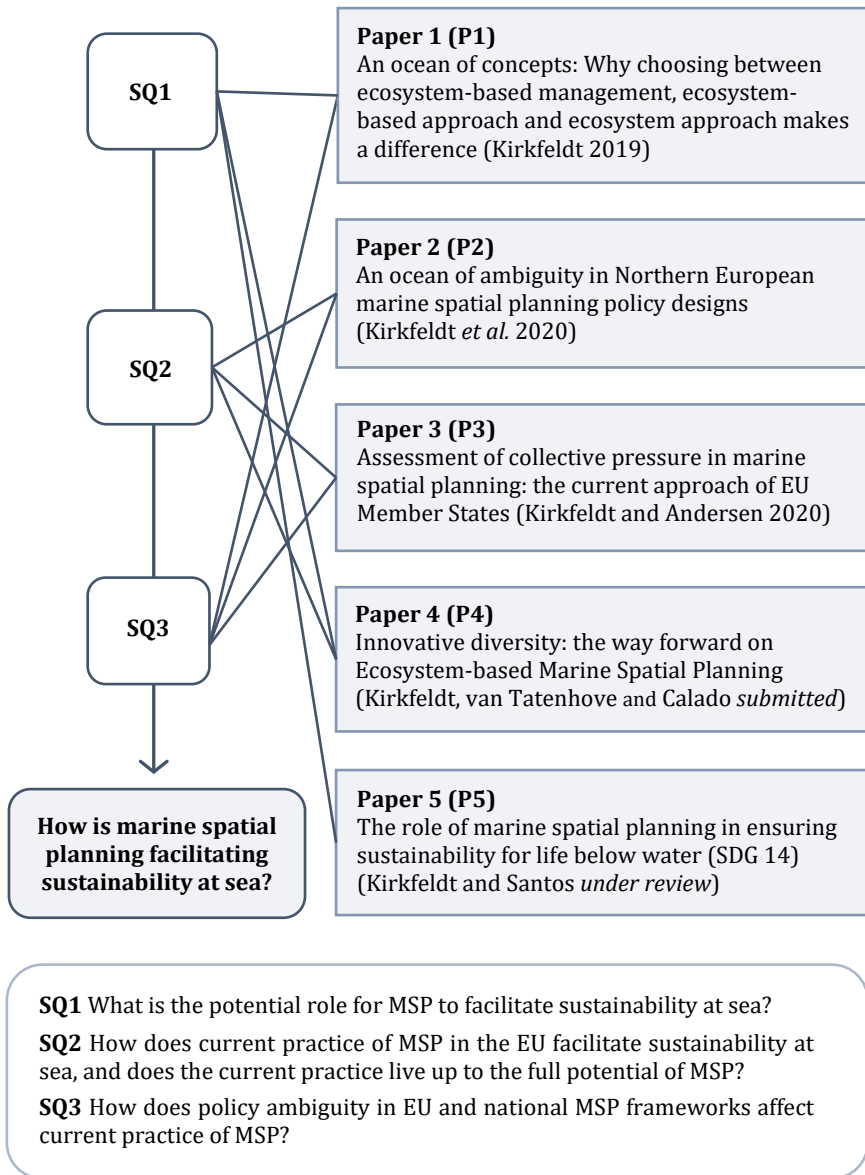 SQ1
SQ2
SQ3
How is marine spatial
planning facilitating
sustainability at sea?
Paper 1 (P1)
An ocean of concepts: Why choosing between
ecosystem-based management, ecosystem-
based approach and ecosystem approach makes
a difference (Kirkfeldt 2019)
Paper 2 (P2)
An ocean of ambiguity in Northern European
marine spatial planning policy designs
(Kirkfeldt et al. 2020)
Paper 3 (P3)
Assessment of collective pressure in marine
spatial planning: the current approach of EU
Member States (Kirkfeldt and Andersen 2020)
Paper 4 (P4)
Innovative diversity: the way forward on
Ecosystem-based Marine Spatial Planning
(Kirkfeldt, van Tatenhove and Calado submitted)
Paper 5 (P5)
The role of marine spatial planning in ensuring
sustainability for life below water (SDG 14)
(Kirkfeldt and Santos under review)
SQ1 What is the potential role for MSP to facilitate sustainability at sea?
SQ2 How does current practice of MSP in the EU facilitate sustainability at
sea, and does the current practice live up to the full potential of MSP?
SQ3 How does policy ambiguity in EU and national MSP frameworks affect
current practice of MSP?